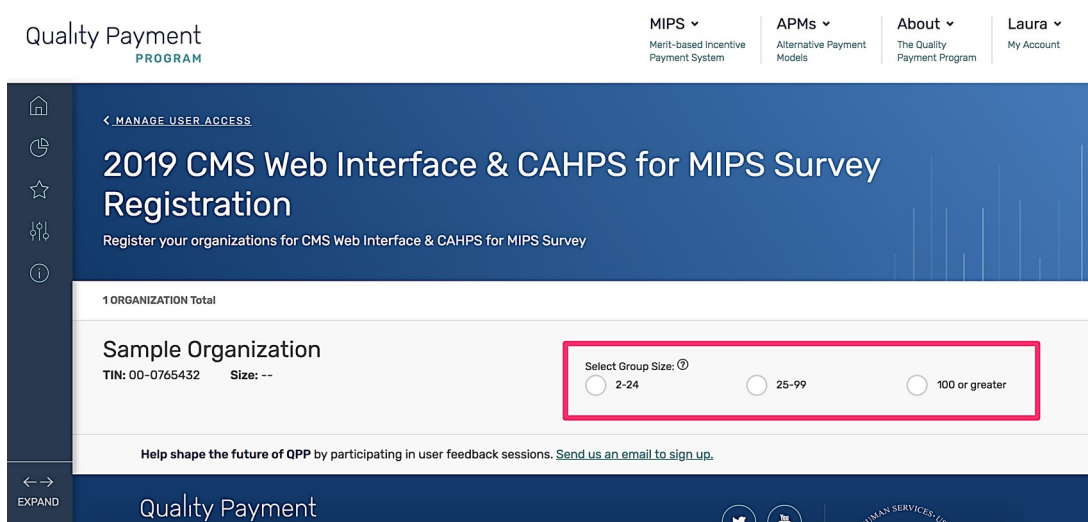 Quality Payment
PROGRAM
MIPS
Merit-based Incentive
Payment System
APMs
Alternative Payment
Models
About
The Quality
Payment Program
Laura
My Account
< MANAGE USER ACCESS
2019 CMS Web Interface & CAHPS for MIPS Survey
Registration
Register your organizations for CMS Web Interface & CAHPS for MIPS Survey
1 ORGANIZATION Total
Sample Organization
TIN: 00-0765432 Size: --
Select Group Size: ?
2-24
25-99
100 or greater
Help shape the future of QPP by participating in user feedback sessions. Send us an email to sign up.
EXPAND
Quality Payment
You
HUMAN SERVICES